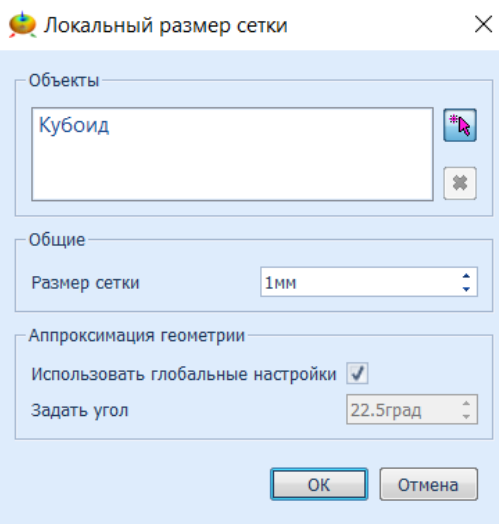 Локальный размер сетки
Объекты
Кубоид
Общие
Размер сетки 1мм
Аппроксимация геометрии
Использовать глобальные настройки
Задать угол 22.5град
ОК Отмена